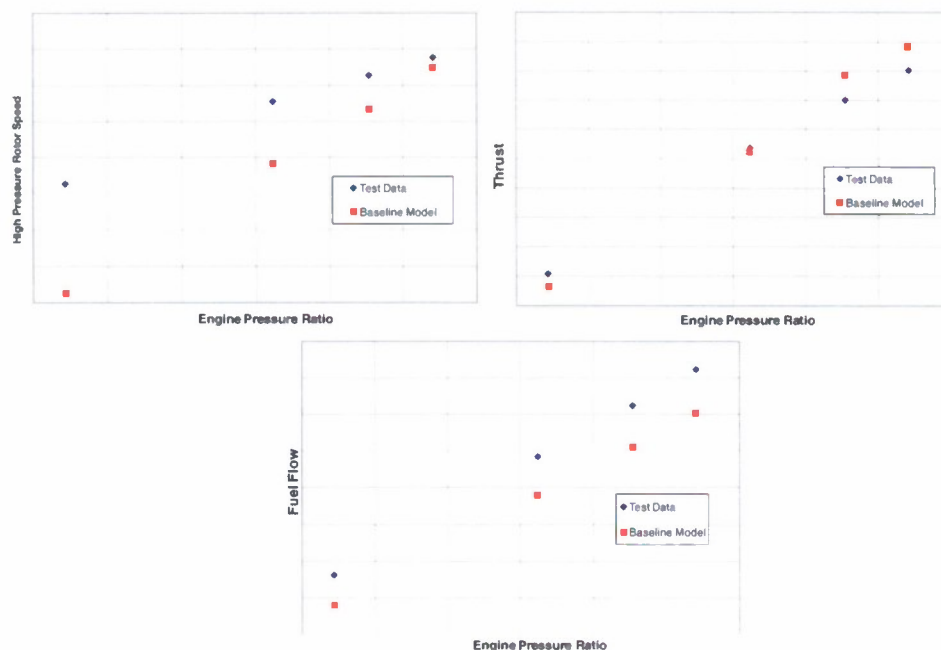 High Pressure Rotor Speed
Test Data
Baseline Model
Engine Pressure Ratio
Thrust
Test Data
Baseline Model
Engine Pressure Ratio
Fuel Flow
Test Data
Baseline Model
Engine Pressure Ratio